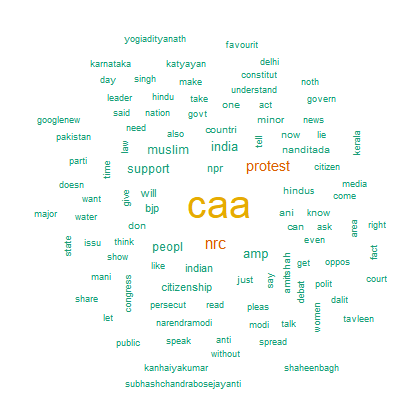 yogiadityanath
favourit
karnataka katyayan delhi
constitut
day singh make noth
understand
leader hindu take one act govern
said nation govt minor news
googlenew need also countri now lie
pakistan law muslim india tell nanditada kerala
parti time support npr protest citizen
doesn media
want give will hindus come
major water bjp caa ani know
don can ask area right
state issu think peopl nrc amp even fact
show amitshah get oppos
mani congress like indian just say debat polit court
citizenship
share persecut read pleas women dalit
let narendramodi modi talk tavleen
public speak anti spread
without
kanhaiyakumar shaheenbagh
subhashchandrabosejayanti